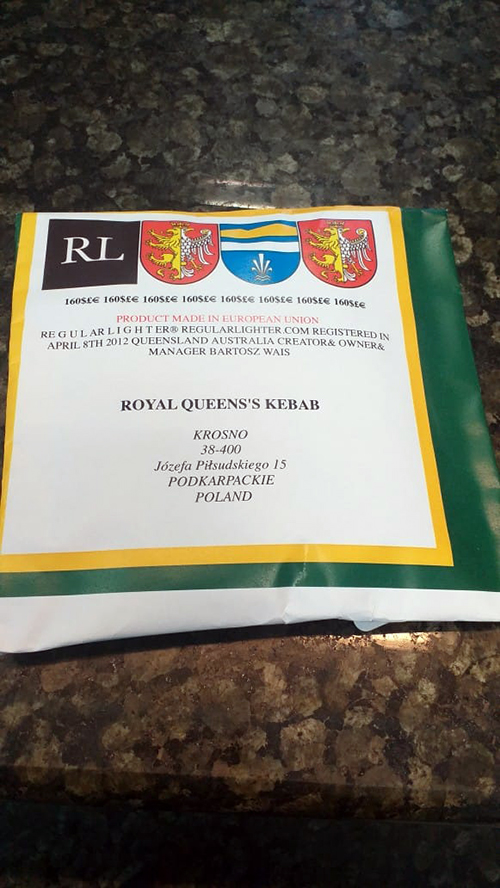 RL
160$£€ 160$£€ 160$£€ 160$£€ 160$£€ 160$£€ 160$£€ 160$£€
PRODUCT MADE IN EUROPEAN UNION
R E G U L A R L I G H T E R® REGULARLIGHTER.COM REGISTERED IN
APRIL 8TH 2012 QUEENSLAND AUSTRALIA CREATOR& OWNER&
MANAGER BARTOSZ WAIS
ROYAL QUEENS'S KEBAB
KROSNO
38-400
Józefa Piłsudskiego 15
PODKARPACKIE
POLAND